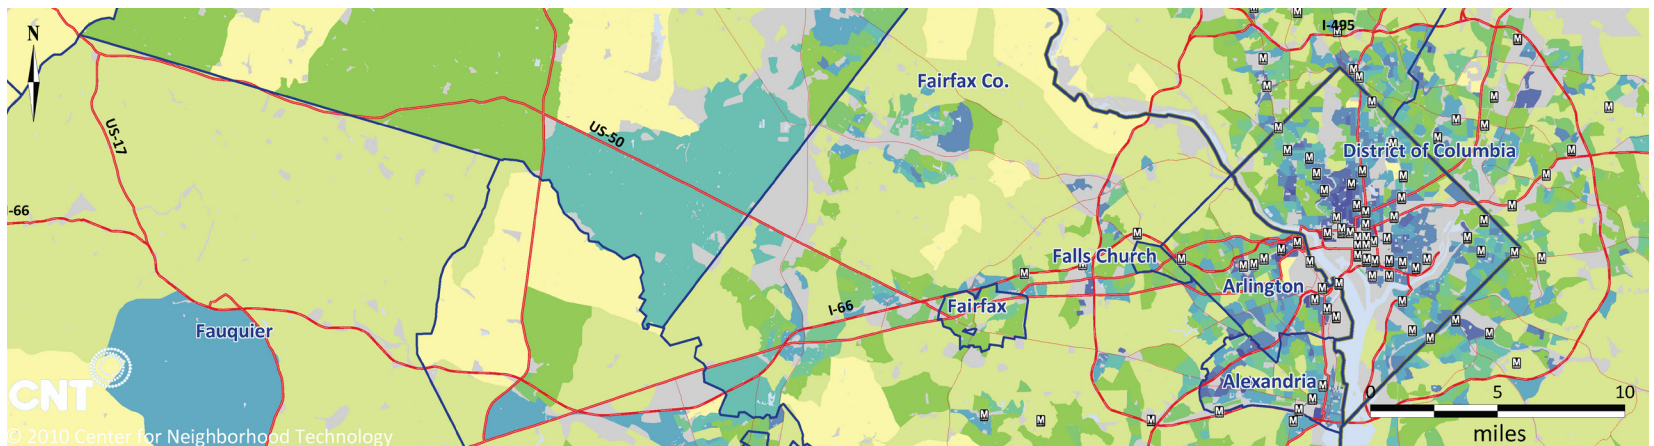 N
I-495
Fairfax Co.
US-17
US-50
District of Columbia
-66
Falls Church
Arlington
Fauquier
I-66
Fairfax
Alexandria
CNT
0 5 10
miles
© 2010 Center for Neighborhood Technology